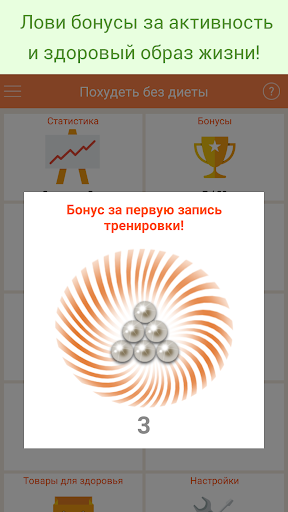 Лови бонусы за активность
и здоровый образ жизни!
Похудеть без диеты
?
Статистика
Бонусы
Бонус за первую запись
тренировки!
3
Товары для здоровья
Настройки